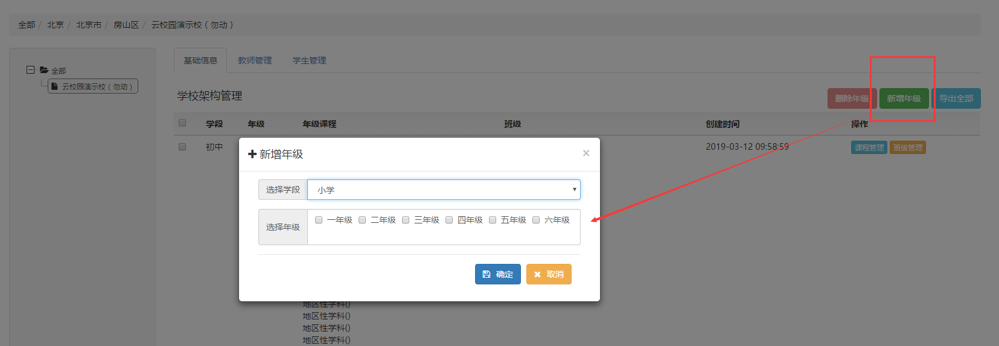 全部 / 北京 / 北京市 / 房山区 / 云校园演示校（勿动）
全部
云校园演示校（勿动）
基础信息 教师管理 学生管理
学校架构管理
删除年级 新增年级 导出全部
学段 年级 年级课程 班级 创建时间 操作
初中 2019-03-12 09:58:59 课程管理 班级管理
新增年级 ×
选择学段 小学
选择年级 一年级 二年级 三年级 四年级 五年级 六年级
确定 取消
地区性学科()
地区性学科()
地区性学科()
地区性学科()